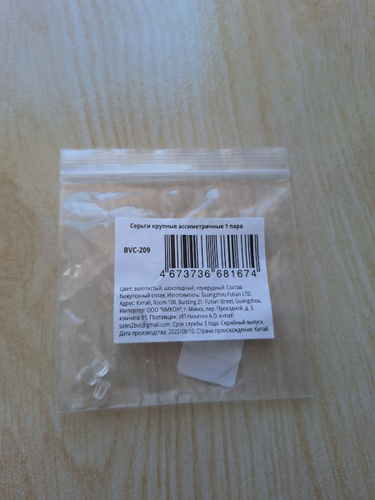 Серьги крупные ассиметричные 1 пара
BVC-209
4 673736 681674
Цвет: золотистый, шоколадный, изумрудный. Состав:
бижутерный сплав. Изготовитель: Guangzhou Futian LTD.
Адрес: Китай, Room 108, Building 21, Futian Street, Guangzhou.
Импортер: ООО "МИКОН", г. Минск, пер. Проездной, д. 3,
комната 85. Поставщик: ИП Никитин А.О. e-mail:
sales2bvc@gmail.com. Срок службы 3 года. Серийный выпуск.
Дата производства: 2022/08/10. Страна происхождения: Китай.